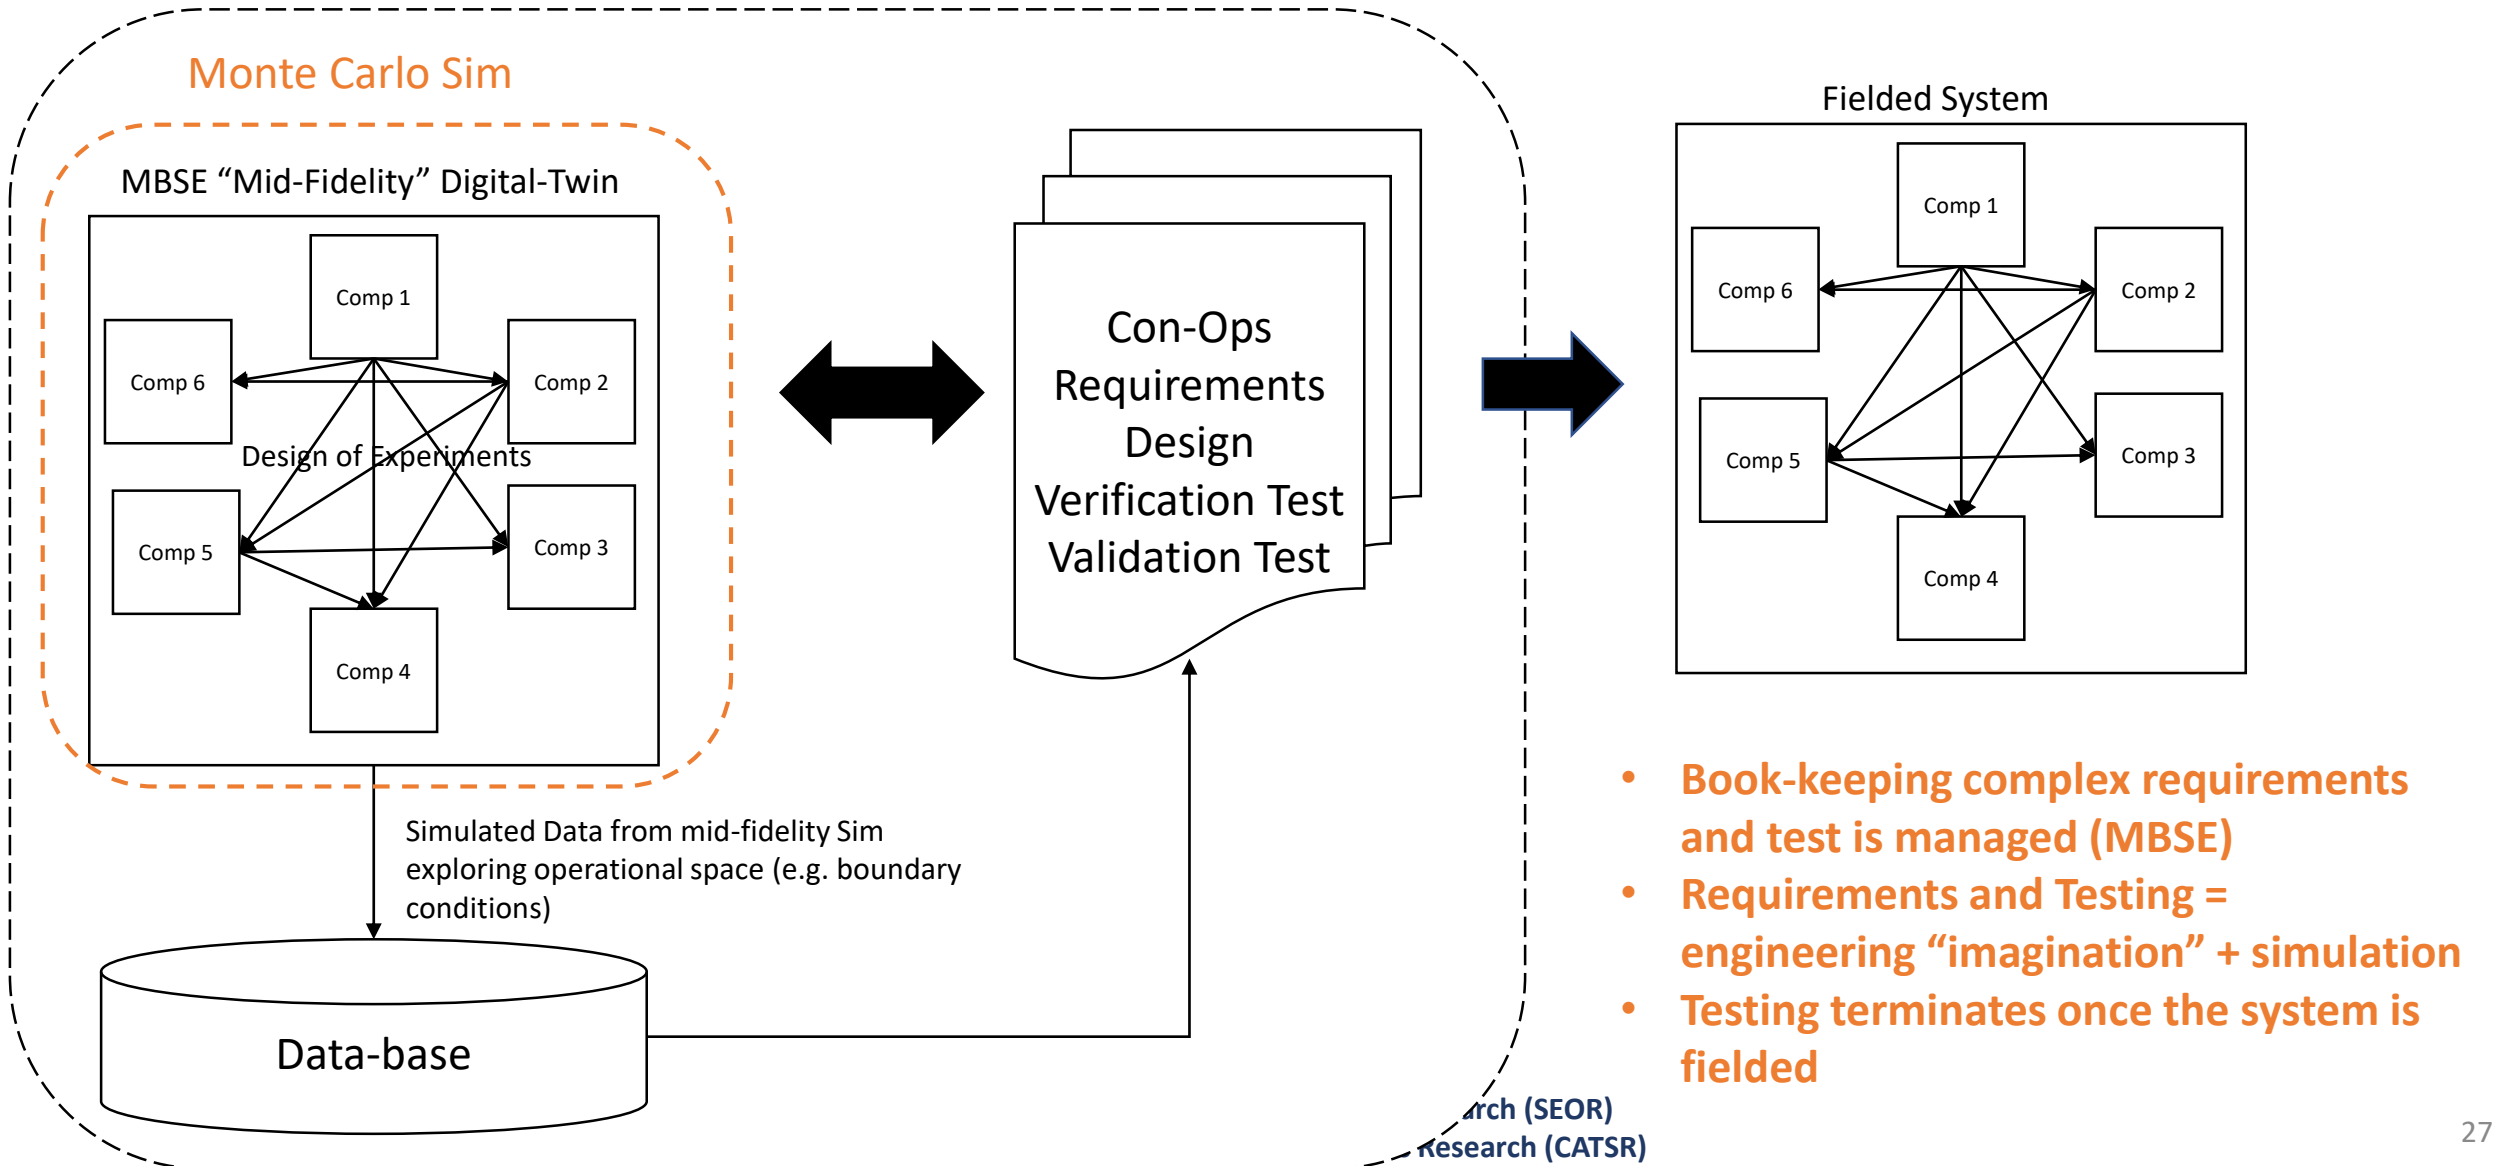 Monte Carlo Sim
MBSE “Mid-Fidelity” Digital-Twin
Comp 1
Comp 6
Comp 2
Design of Experiments
Comp 5
Comp 3
Comp 4
Simulated Data from mid-fidelity Sim
exploring operational space (e.g. boundary
conditions)
Data-base
Con-Ops
Requirements
Design
Verification Test
Validation Test
Fielded System
Comp 1
Comp 6
Comp 2
Comp 5
Comp 3
Comp 4
• Book-keeping complex requirements
and test is managed (MBSE)
• Requirements and Testing =
engineering “imagination” + simulation
• Testing terminates once the system is
fielded
(SEOR)
Research (CATSR)
27